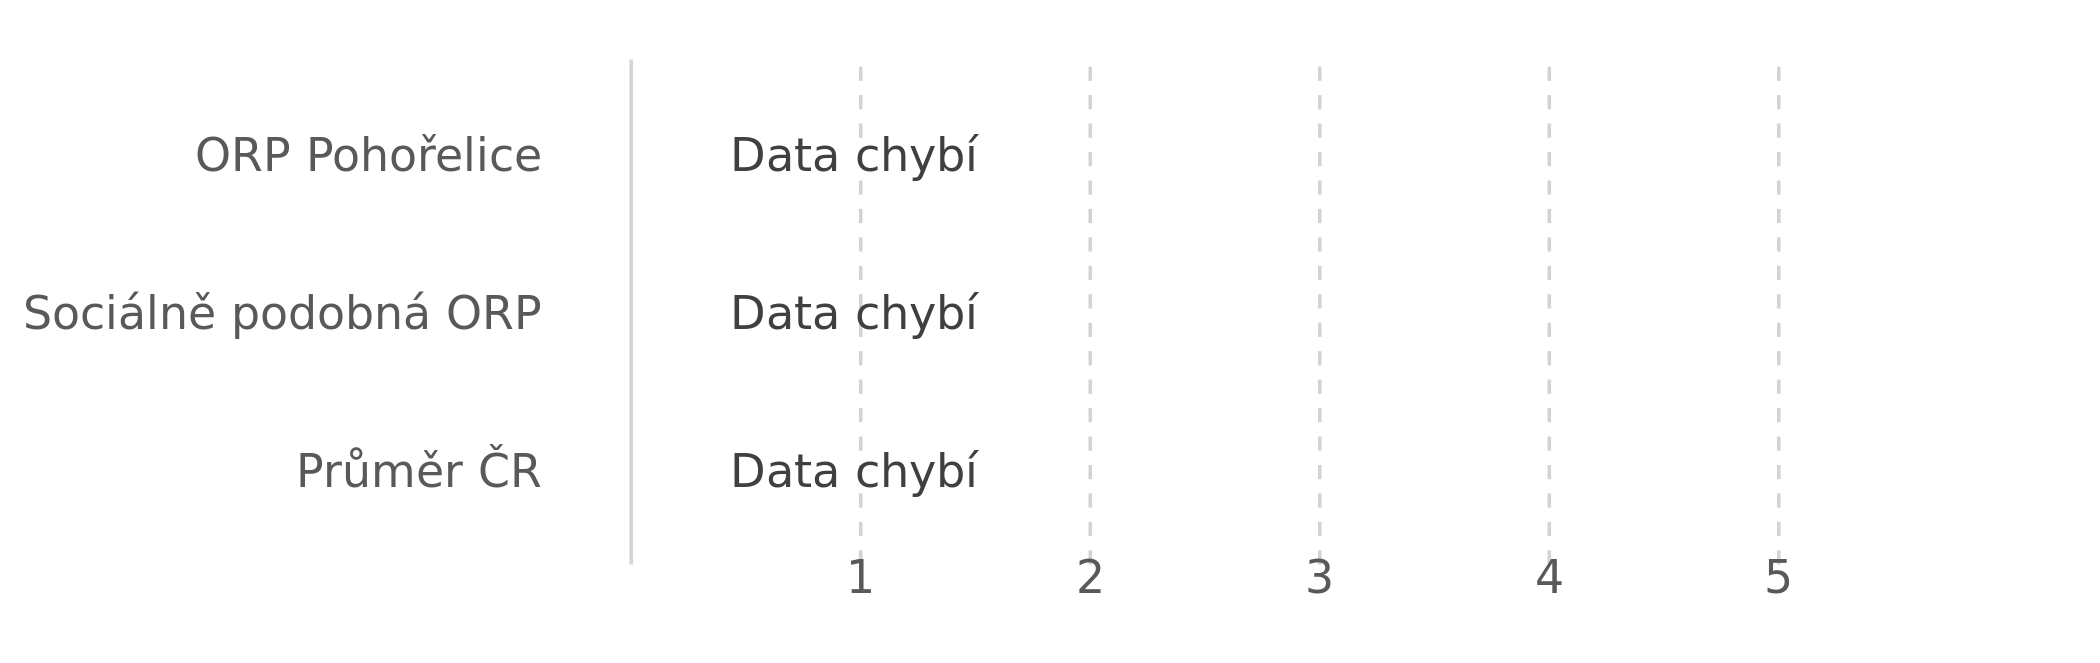 ORP Pohořelice Data chybí
Sociálně podobná ORP Data chybí
Průměr ČR Data chybí
1 2 3 4 5